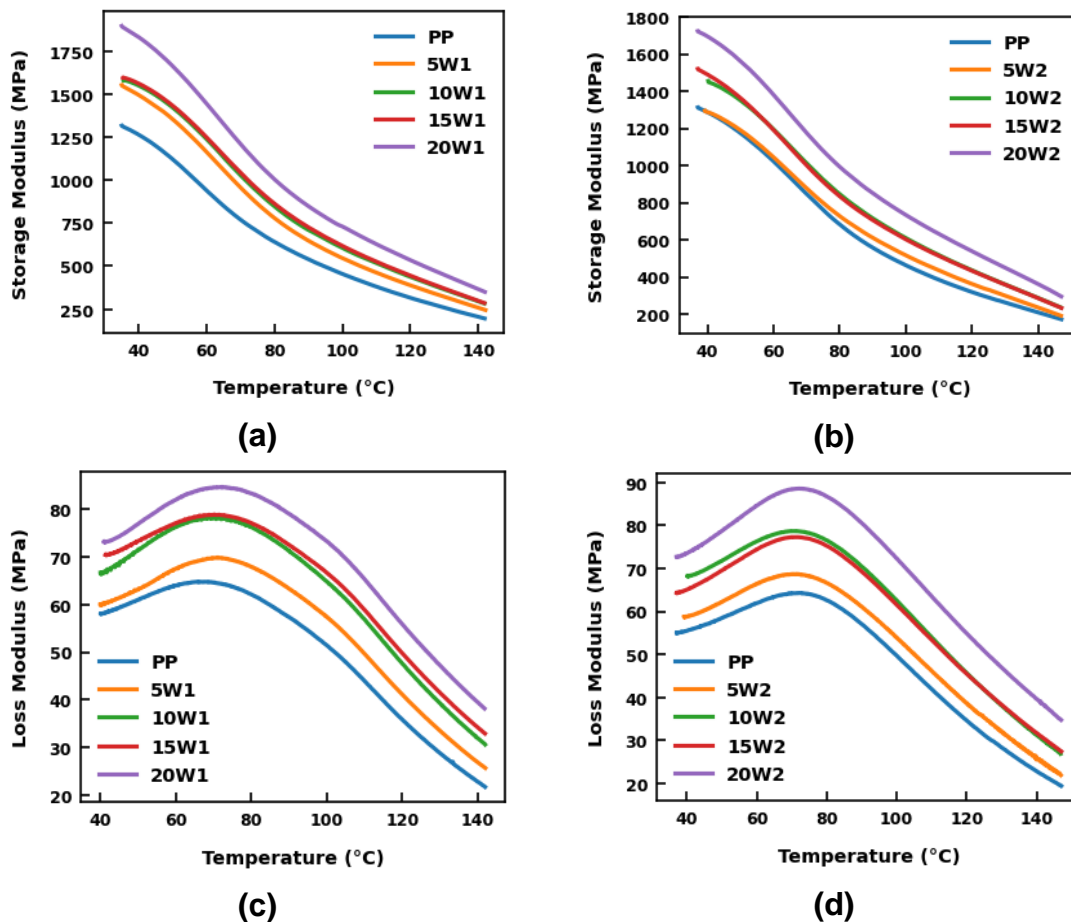 Storage Modulus (MPa)
1750
1500
1250
1000
750
500
250
PP
5W1
10W1
15W1
20W1
40 60 80 100 120 140
Temperature (°C)
(a)
Storage Modulus (MPa)
1800
1600
1400
1200
1000
800
600
400
200
PP
5W2
10W2
15W2
20W2
40 60 80 100 120 140
Temperature (°C)
(b)
Loss Modulus (MPa)
80
70
60
50
40
30
20
PP
5W1
10W1
15W1
20W1
40 60 80 100 120 140
Temperature (°C)
(c)
Loss Modulus (MPa)
90
80
70
60
50
40
30
20
PP
5W2
10W2
15W2
20W2
40 60 80 100 120 140
Temperature (°C)
(d)